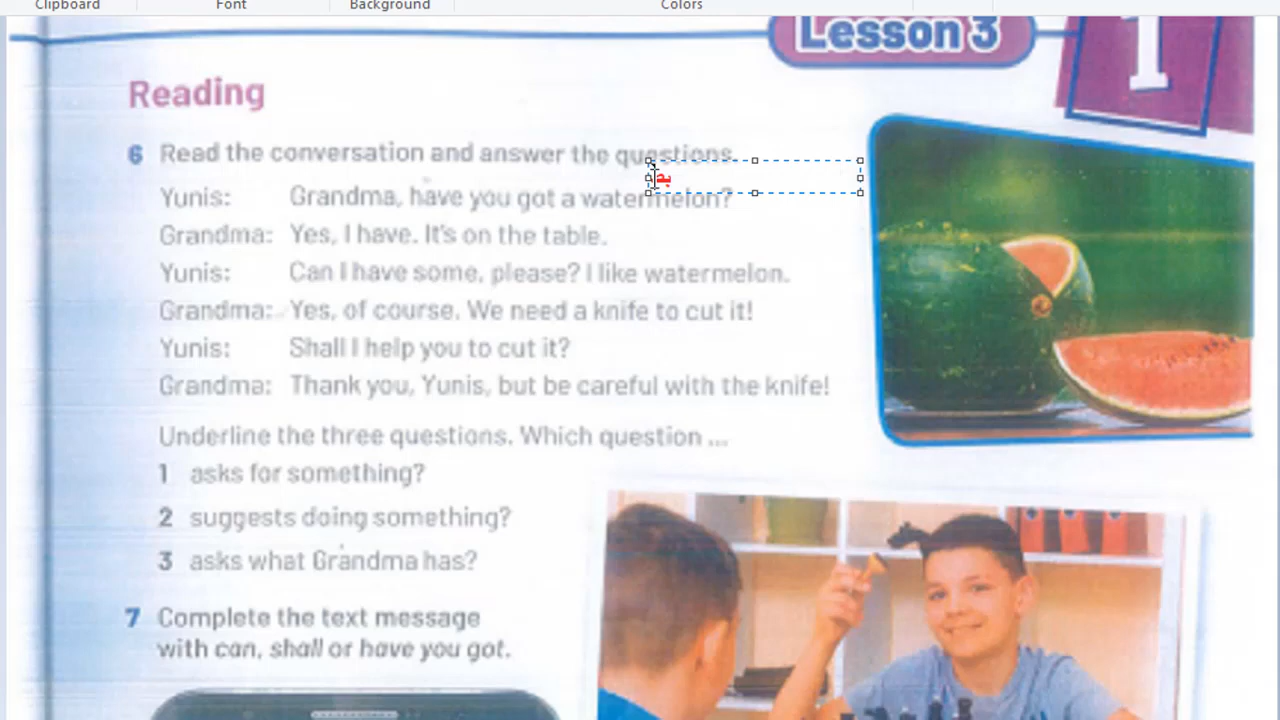 Clipboard Font Background Colors
Lesson 3
1
Reading
6 Read the conversation and answer the questions.
Yunis: Grandma, have you got a watermelon?
Grandma: Yes, I have. It's on the table.
Yunis: Can I have some, please? I like watermelon.
Grandma: Yes, of course. We need a knife to cut it!
Yunis: Shall I help you to cut it?
Grandma: Thank you, Yunis, but be careful with the knife!
Underline the three questions. Which question ...
1 asks for something?
2 suggests doing something?
3 asks what Grandma has?
7 Complete the text message
with can, shall or have you got.